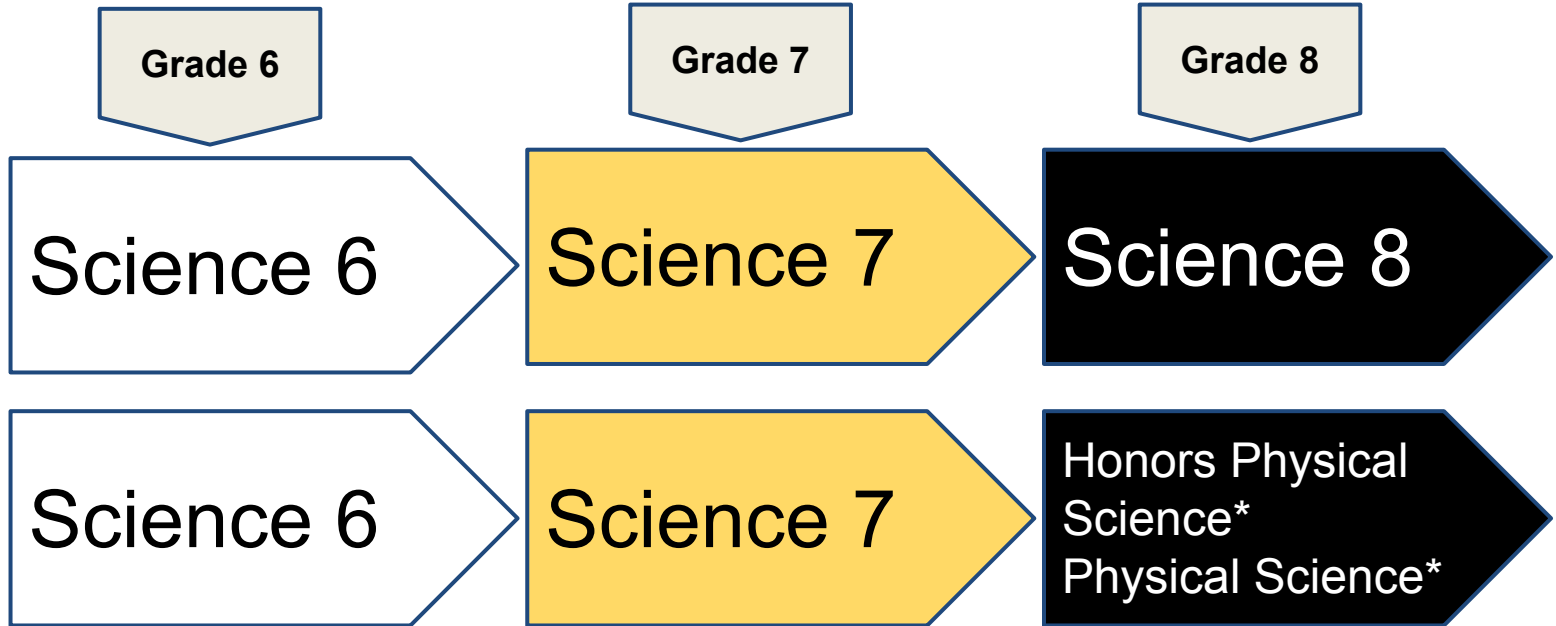 Grade 6
Grade 7
Grade 8
Science 6
Science 7
Science 8
Science 6
Science 7
Honors Physical
Science*
Physical Science*